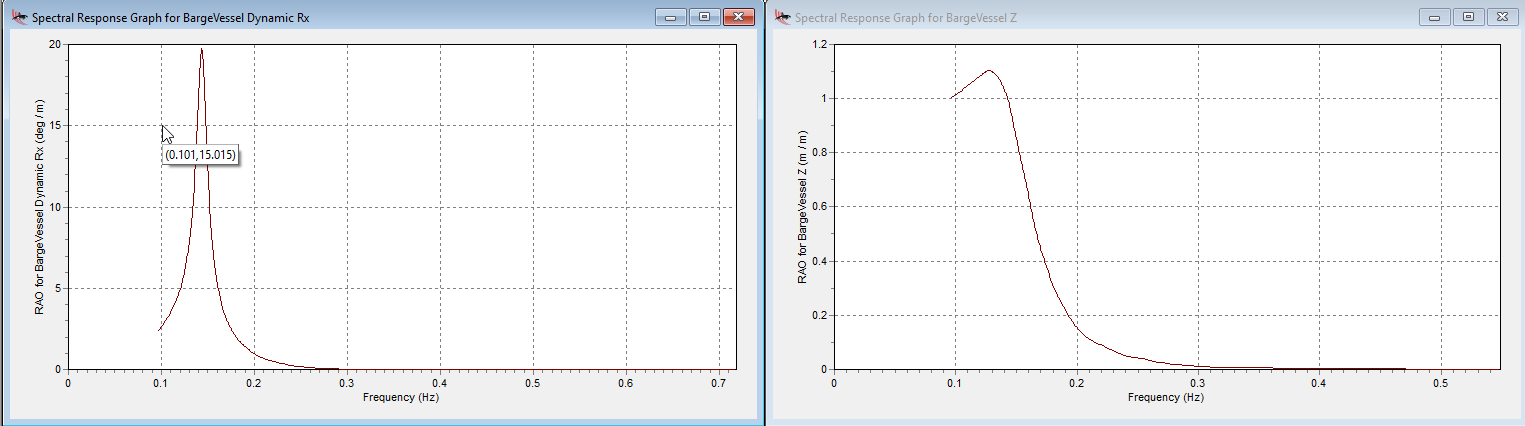 Spectral Response Graph for BargeVessel Dynamic Rx
RAO for BargeVessel Dynamic Rx (deg / m)
20
15
10
5
0
(0.101,15.015)
0 0.1 0.2 0.3 0.4 0.5 0.6 0.7
Frequency (Hz)
Spectral Response Graph for BargeVessel Z
RAO for BargeVessel Z (m / m)
1.2
1
0.8
0.6
0.4
0.2
0
0 0.1 0.2 0.3 0.4 0.5
Frequency (Hz)